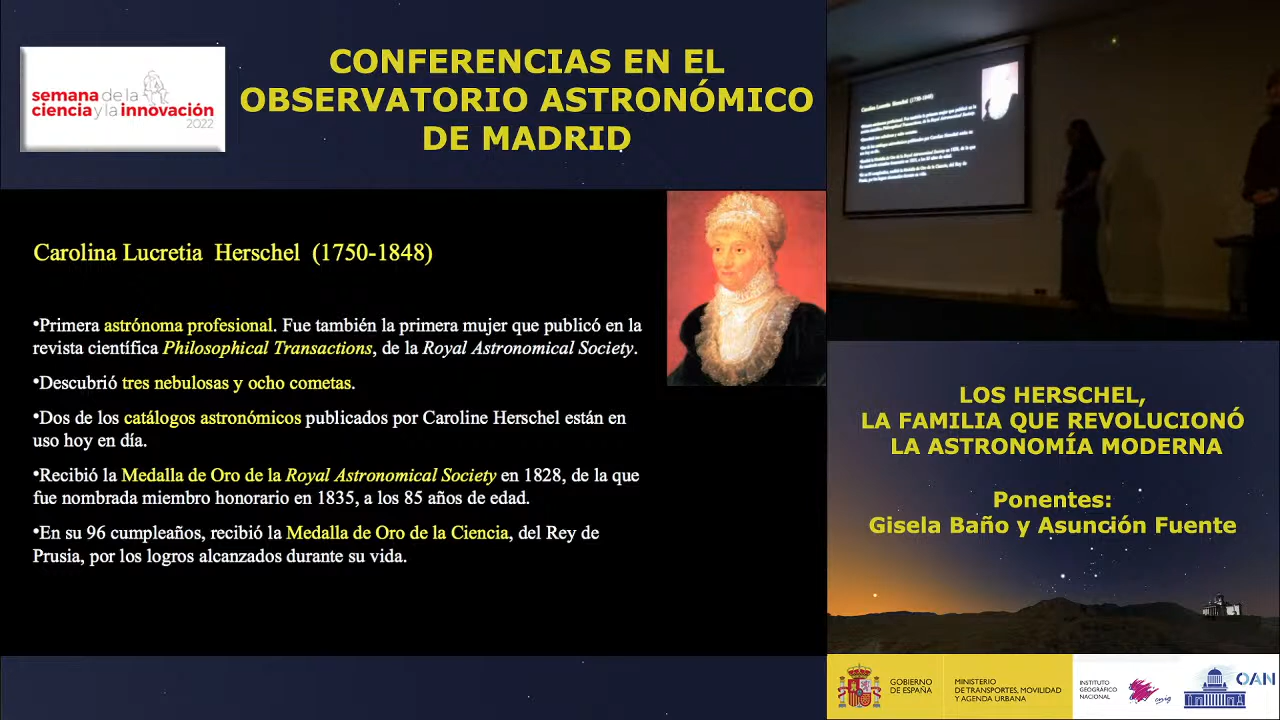 semana de la
ciencia y la innovación
2022
CONFERENCIAS EN EL
OBSERVATORIO ASTRONÓMICO
DE MADRID
Carolina Lucretia Herschel (1750-1848)
•Primera astrónoma profesional. Fue también la primera mujer que publicó en la
revista científica Philosophical Transactions, de la Royal Astronomical Society.
•Descubrió tres nebulosas y ocho cometas.
•Dos de los catálogos astronómicos publicados por Caroline Herschel están en
uso hoy en día.
•Recibió la Medalla de Oro de la Royal Astronomical Society en 1828, de la que
fue nombrada miembro honorario en 1835, a los 85 años de edad.
•En su 96 cumpleaños, recibió la Medalla de Oro de la Ciencia, del Rey de
Prusia, por los logros alcanzados durante su vida.
Carolina Lucretia Herschel (1750-1848)
LOS HERSCHEL,
LA FAMILIA QUE REVOLUCIONÓ
LA ASTRONOMÍA MODERNA
Ponentes:
Gisela Baño y Asunción Fuente
GOBIERNO
DE ESPAÑA
MINISTERIO
DE TRANSPORTES, MOVILIDAD
Y AGENDA URBANA
INSTITUTO
GEOGRÁFICO
NACIONAL
cnig
OAN